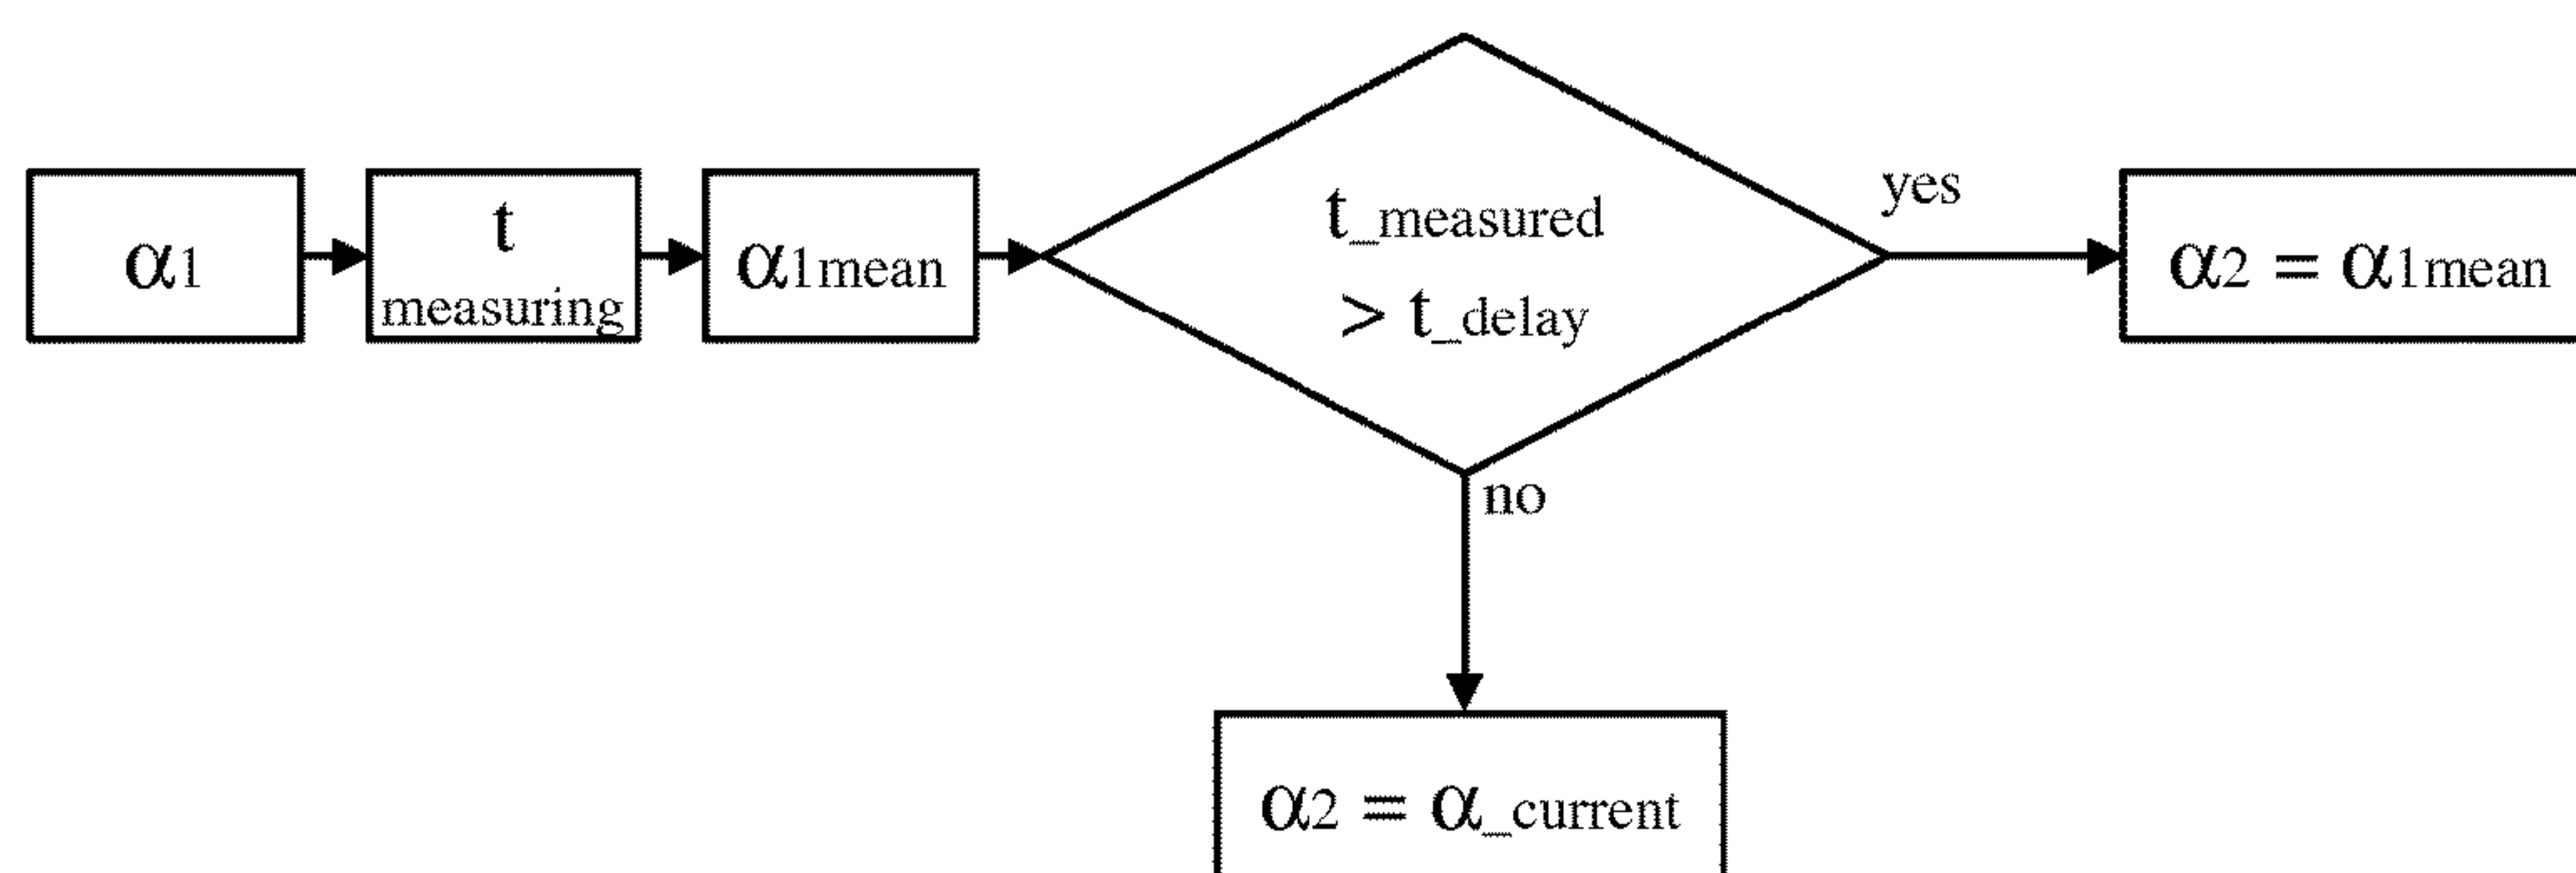 α1
t
measuring
α1mean
t_measured
> t_delay
yes
α2 = α1mean
no
α2 = α_current